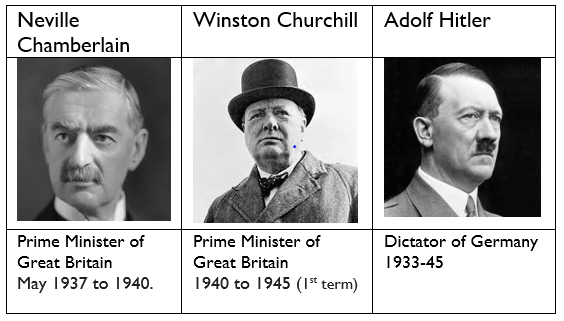 Neville
Chamberlain
Winston Churchill
Adolf Hitler
Prime Minister of
Great Britain
May 1937 to 1940.
Prime Minister of
Great Britain
1940 to 1945 (1st term)
Dictator of Germany
1933-45